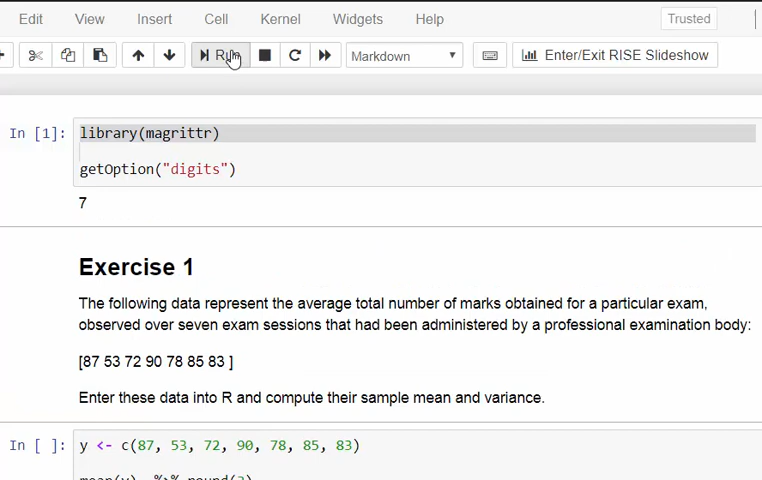 Edit View Insert Cell Kernel Widgets Help Trusted
Run Markdown Enter/Exit RISE Slideshow
In [1]: library(magrittr)
getOption("digits")
7
Exercise 1
The following data represent the average total number of marks obtained for a particular exam,
observed over seven exam sessions that had been administered by a professional examination body:
[87 53 72 90 78 85 83 ]
Enter these data into R and compute their sample mean and variance.
In [ ]: y <- c(87, 53, 72, 90, 78, 85, 83)
mean(y) %>% round(